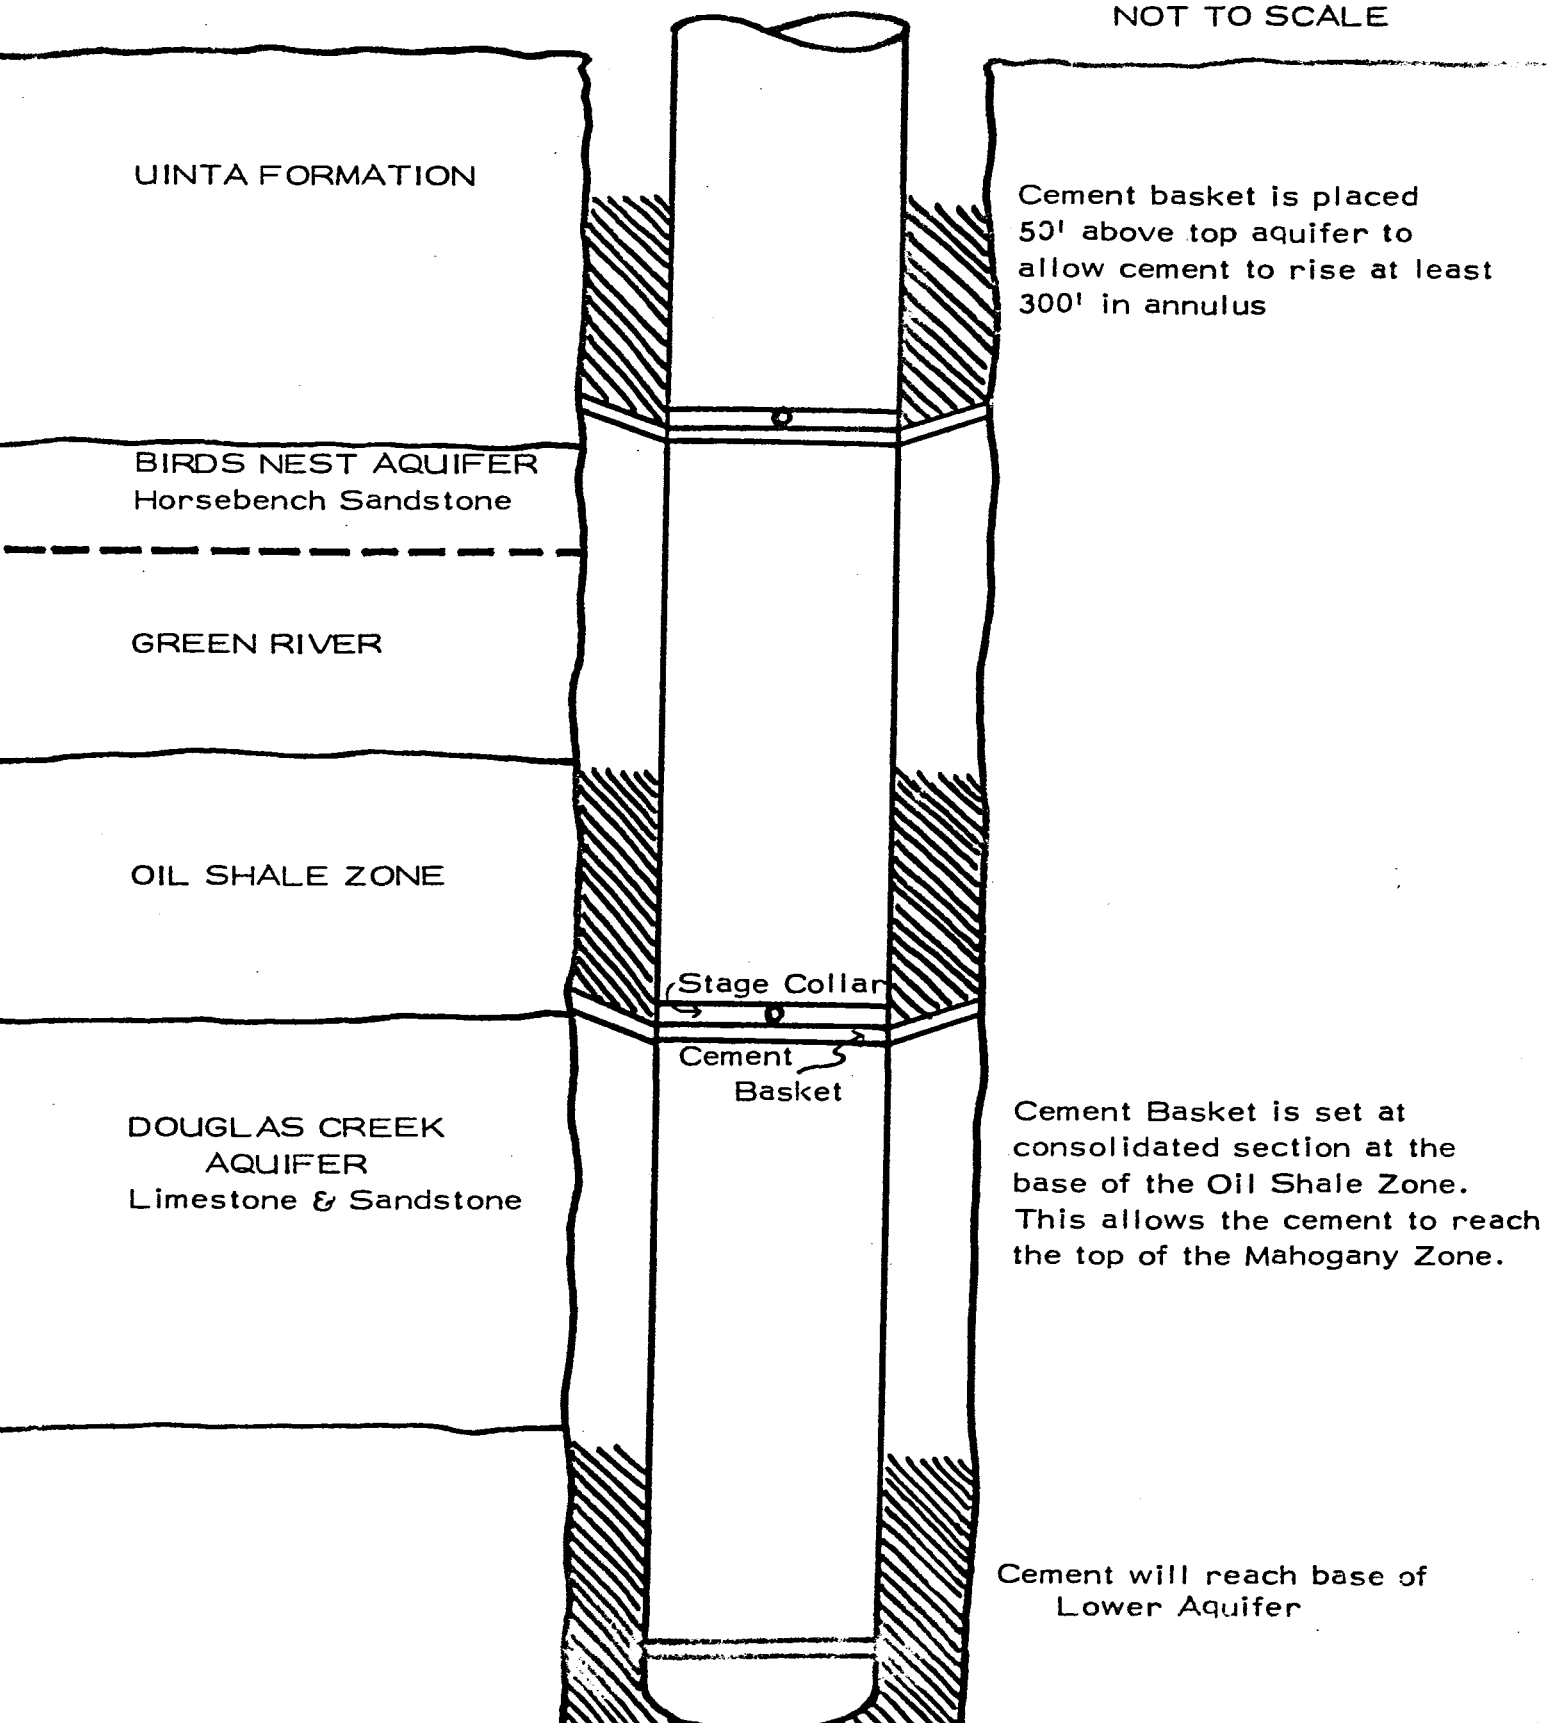 NOT TO SCALE
UINTA FORMATION
Cement basket is placed
50' above top aquifer to
allow cement to rise at least
300' in annulus
BIRDS NEST AQUIFER
Horsebench Sandstone
GREEN RIVER
OIL SHALE ZONE
Stage Collar
Cement
Basket
DOUGLAS CREEK
AQUIFER
Limestone & Sandstone
Cement Basket is set at
consolidated section at the
base of the Oil Shale Zone.
This allows the cement to reach
the top of the Mahogany Zone.
Cement will reach base of
Lower Aquifer